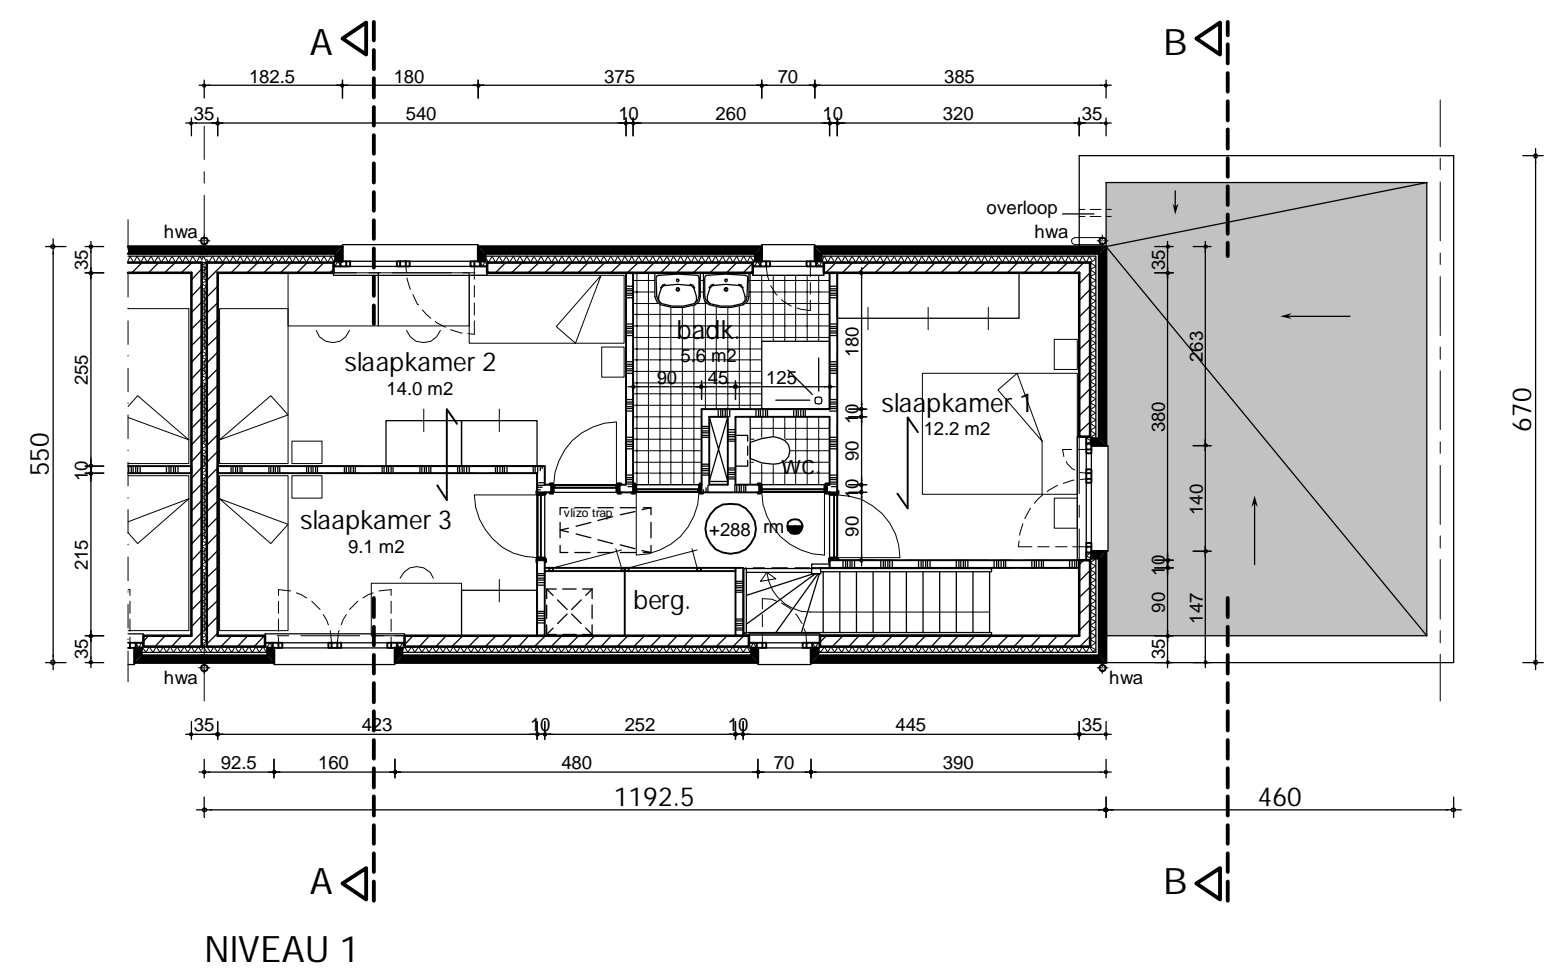 A
B
182.5
180
375
70
385
35
540
10
260
10
320
35
overloop
hwa
hwa
35
35
263
255
180
380
550
670
badk.
5.6 m2
slaapkamer 2
14.0 m2
90
45
125
slaapkamer 1
12.2 m2
10
10
90
wc.
10
10
140
slaapkamer 3
9.1 m2
vlizo trap
+288
rm
90
215
10
berg.
90
147
35
35
hwa
hwa
35
423
10
252
10
445
35
92.5
160
480
70
390
1192.5
460
A
B
NIVEAU 1